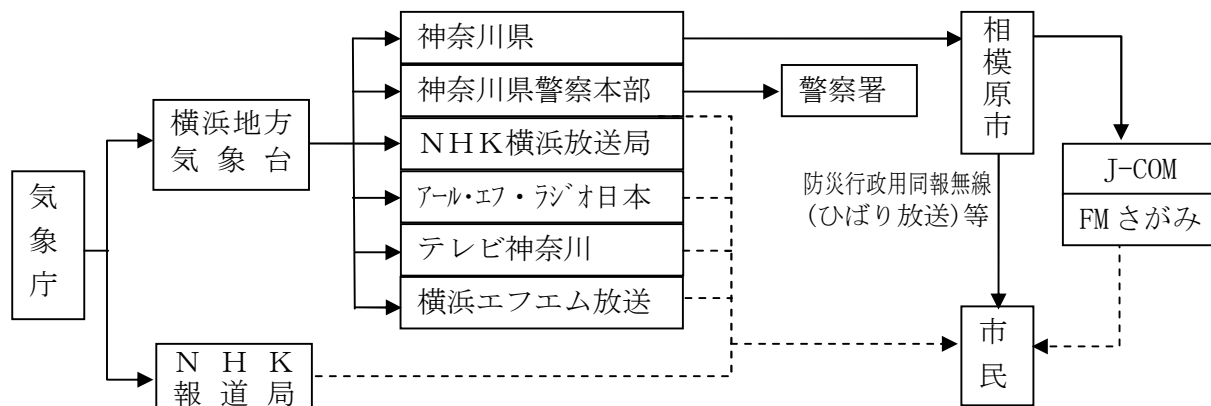 気象庁
横浜地方
気象台
NHK
報道局
神奈川県
神奈川県警察本部
NHK横浜放送局
アール・エフ・ラジオ日本
テレビ神奈川
横浜エフエム放送
警察署
相模原市
防災行政用同報無線
(ひばり放送)等
J-COM
FMさがみ
市民